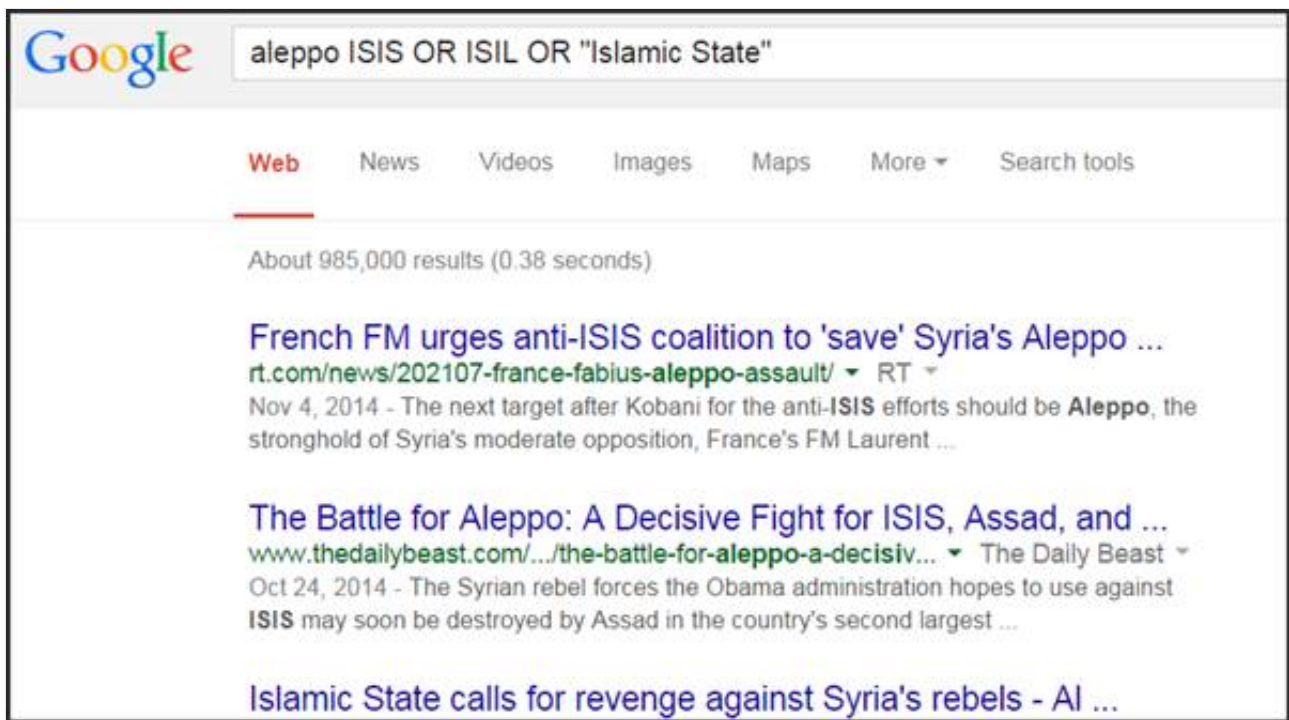 Google
aleppo ISIS OR ISIL OR "Islamic State"
Web News Videos Images Maps More Search tools
About 985,000 results (0.38 seconds)
French FM urges anti-ISIS coalition to 'save' Syria's Aleppo ...
rt.com/news/202107-france-fabius-aleppo-assault/ RT
Nov 4, 2014 - The next target after Kobani for the anti-ISIS efforts should be Aleppo, the
stronghold of Syria's moderate opposition, France's FM Laurent ...
The Battle for Aleppo: A Decisive Fight for ISIS, Assad, and ...
www.thedailybeast.com/.../the-battle-for-aleppo-a-decisiv... The Daily Beast
Oct 24, 2014 - The Syrian rebel forces the Obama administration hopes to use against
ISIS may soon be destroyed by Assad in the country's second largest ...
Islamic State calls for revenge against Syria's rebels - Al ...